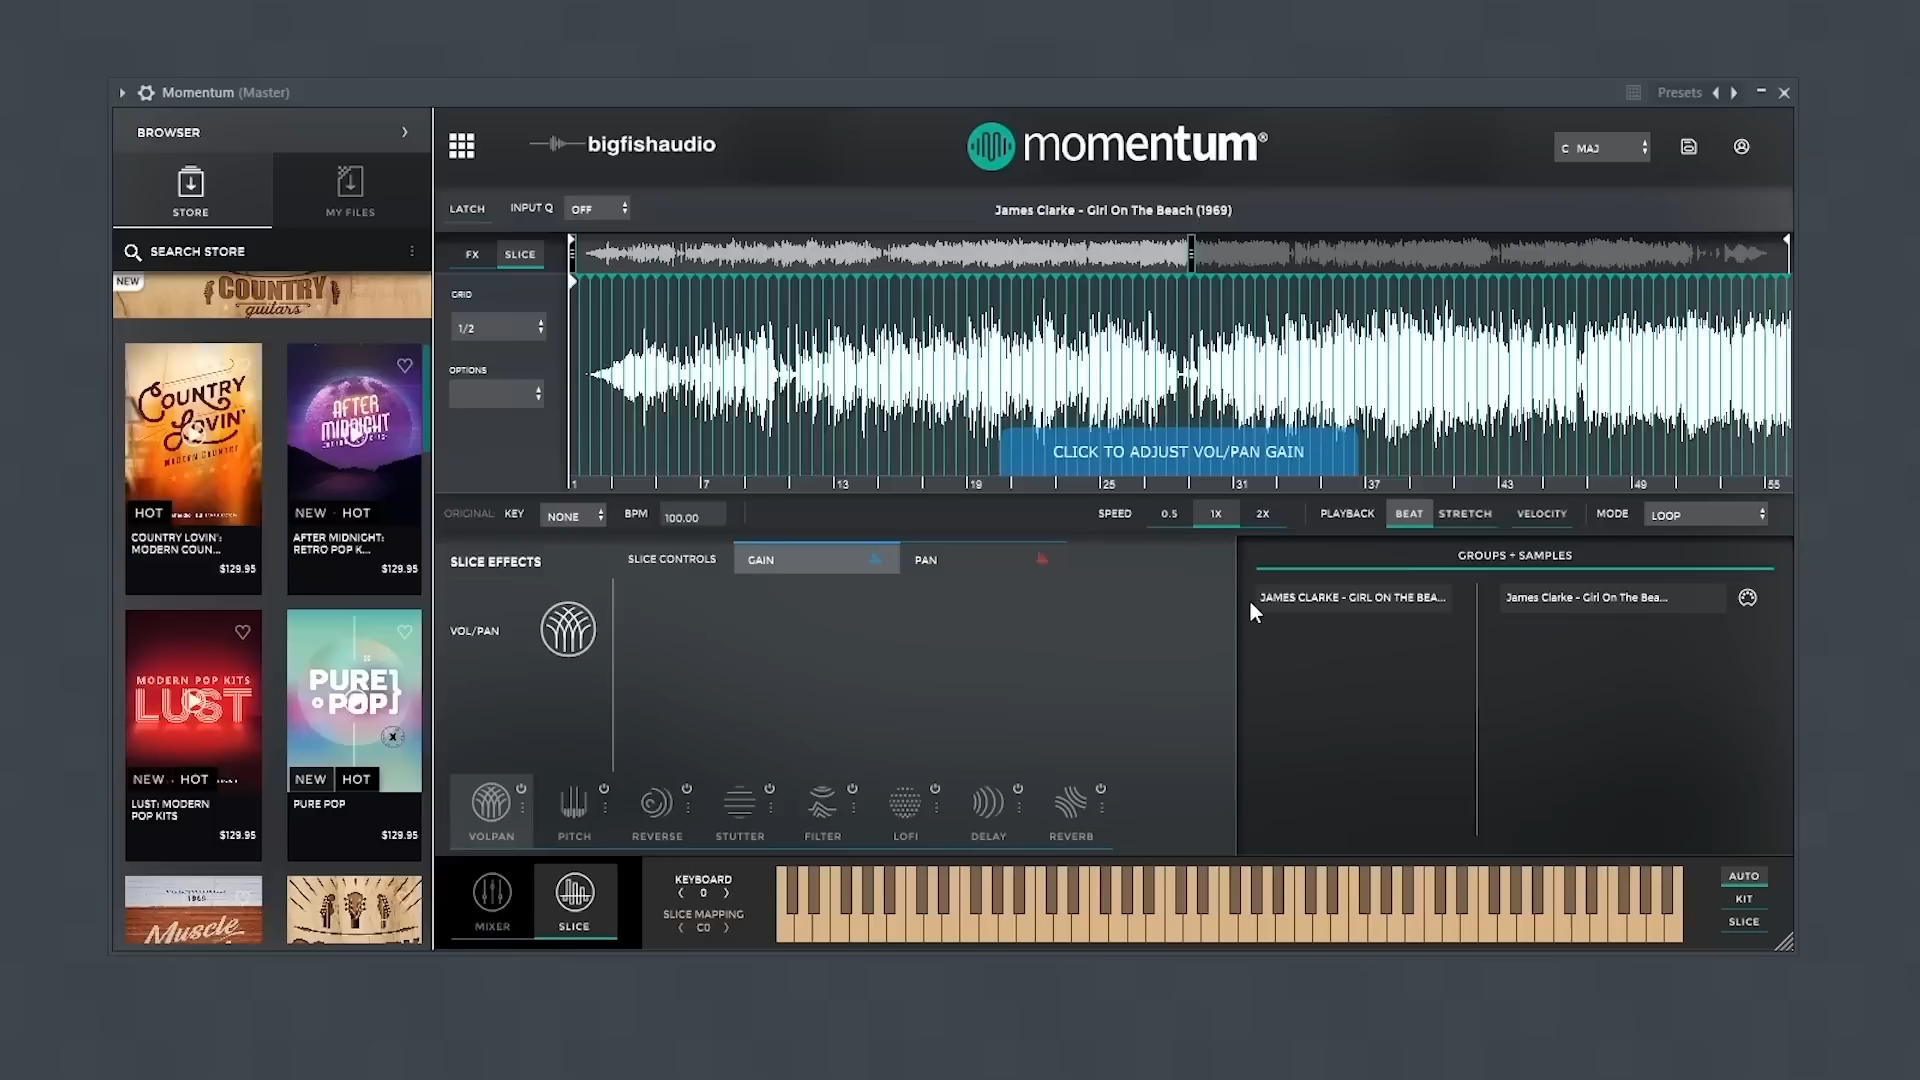 Momentum (Master)
Presets
BROWSER
STORE
MY FILES
SEARCH STORE
NEW
COUNTRY
guitars
COUNTRY
Lovin'
MODERN COUNTRY
HOT
COUNTRY LOVIN':
MODERN COUN...
$129.95
AFTER
MIDNIGHT
NEW · HOT
AFTER MIDNIGHT:
RETRO POP K...
$129.95
MODERN POP KITS
LUST
NEW · HOT
LUST: MODERN
POP KITS
$129.95
PURE
POP
X
NEW HOT
PURE POP
$129.95
1969
Muscle
bigfishaudio
momentum®
C MAJ
LATCH
INPUT Q
OFF
James Clarke - Girl On The Beach (1969)
FX
SLICE
GRID
1/2
OPTIONS
CLICK TO ADJUST VOL/PAN GAIN
1 7 13 19 25 31 37 43 49 55
ORIGINAL KEY NONE BPM 100.00
SPEED 0.5 1X 2X
PLAYBACK BEAT STRETCH VELOCITY
MODE LOOP
SLICE EFFECTS
SLICE CONTROLS GAIN PAN
VOL/PAN
GROUPS + SAMPLES
JAMES CLARKE - GIRL ON THE BEA...
James Clarke - Girl On The Bea...
VOLPAN PITCH REVERSE STUTTER FILTER LOFI DELAY REVERB
MIXER
SLICE
KEYBOARD
0
SLICE MAPPING
C0
AUTO
KIT
SLICE